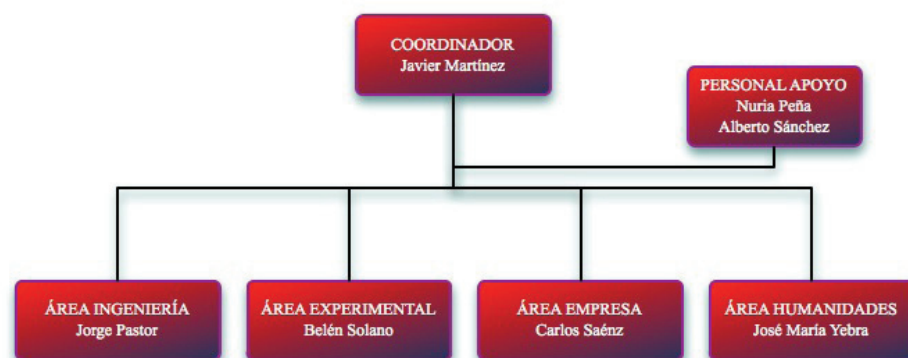 COORDINADOR
Javier Martínez
PERSONAL APOYO
Nuria Peña
Alberto Sánchez
ÁREA INGENIERÍA
Jorge Pastor
ÁREA EXPERIMENTAL
Belén Solano
ÁREA EMPRESA
Carlos Saénz
ÁREA HUMANIDADES
José María Yebra